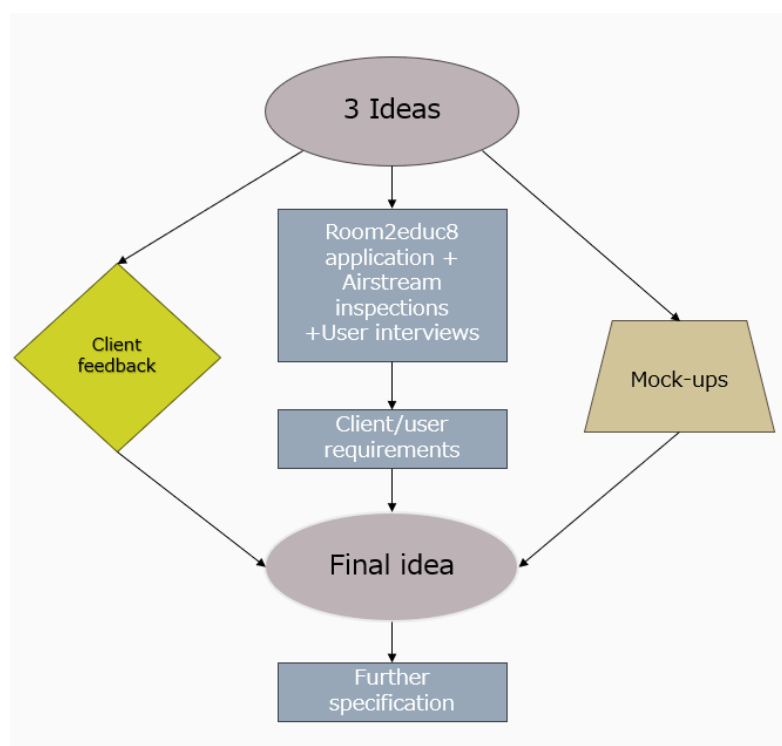 3 Ideas
Room2educ8
application +
Airstream
inspections
+User interviews
Client
feedback
Mock-ups
Client/user
requirements
Final idea
Further
specification